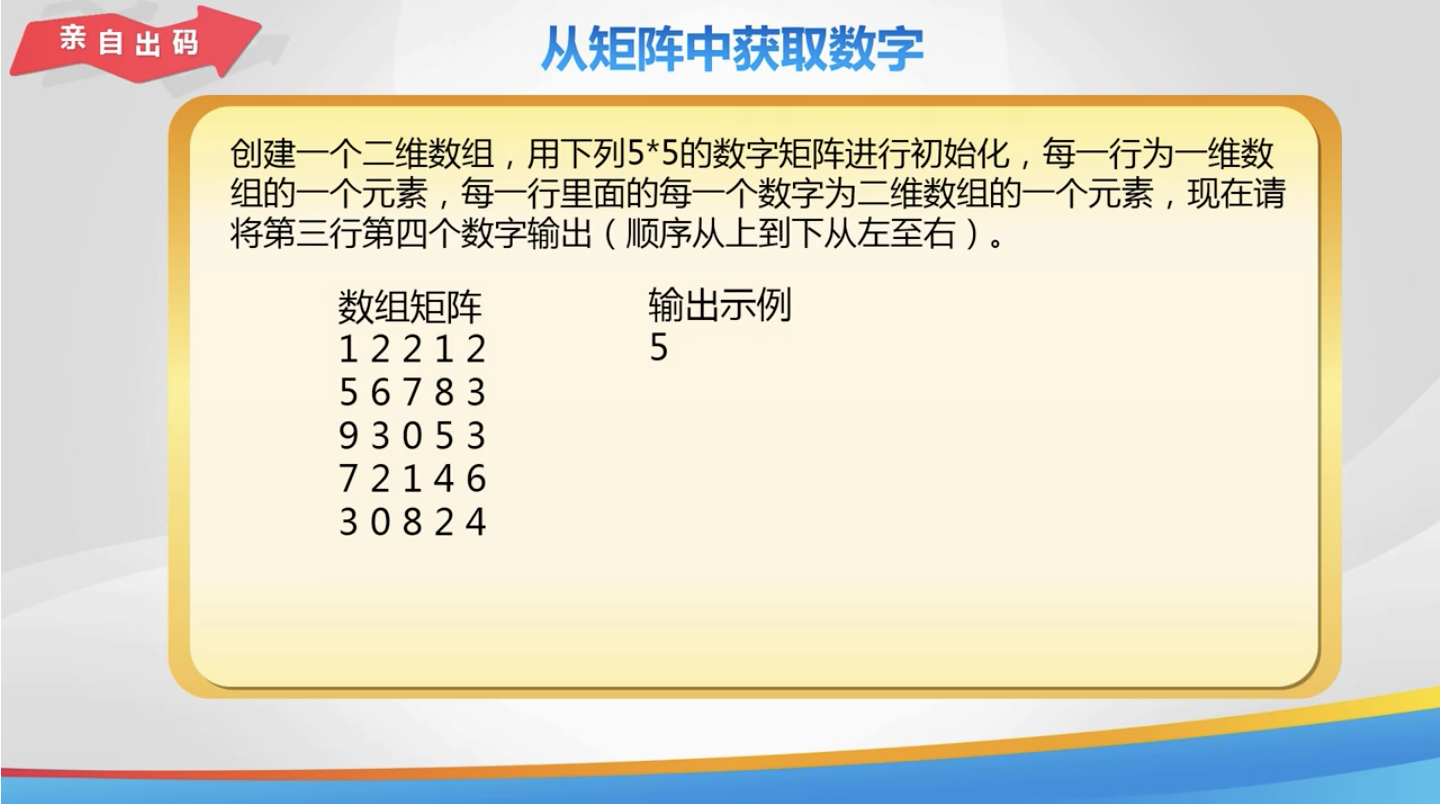 亲自出码
从矩阵中获取数字
创建一个二维数组，用下列5*5的数字矩阵进行初始化，每一行为一维数
组的一个元素，每一行里面的每一个数字为二维数组的一个元素，现在请
将第三行第四个数字输出（顺序从上到下从左至右）。
数组矩阵 输出示例
1 2 2 1 2 5
5 6 7 8 3
9 3 0 5 3
7 2 1 4 6
3 0 8 2 4